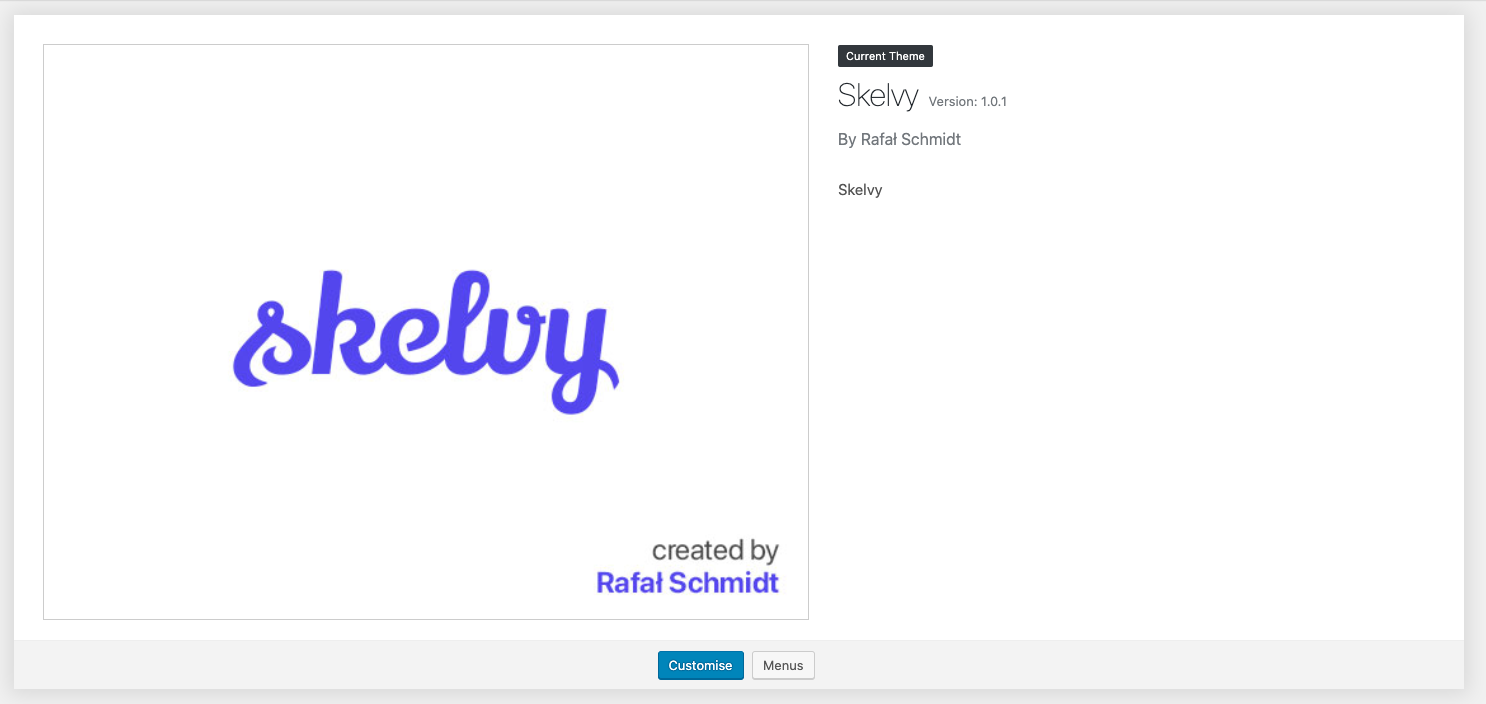 skelvy
created by
Rafał Schmidt
Current Theme
Skelvy Version: 1.0.1
By Rafał Schmidt
Skelvy
Customise Menus